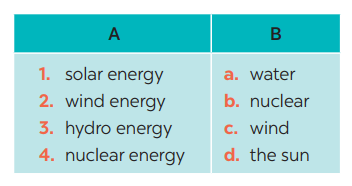 A B
1. solar energy a. water
2. wind energy b. nuclear
3. hydro energy c. wind
4. nuclear energy d. the sun